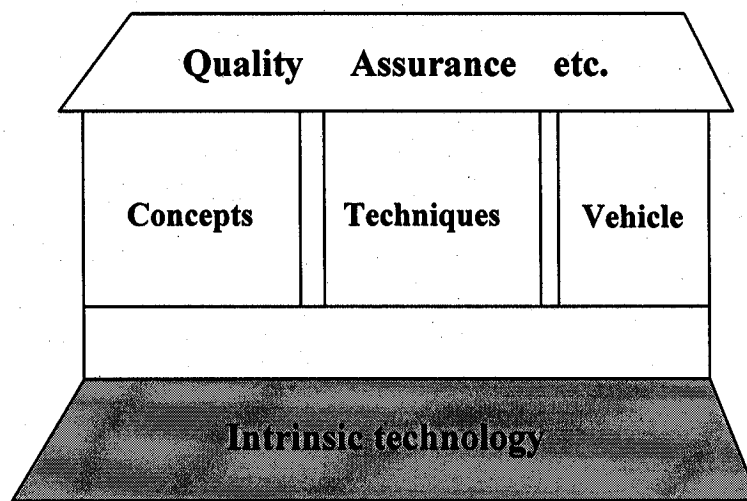 Quality Assurance etc.
Concepts Techniques Vehicle
Intrinsic technology